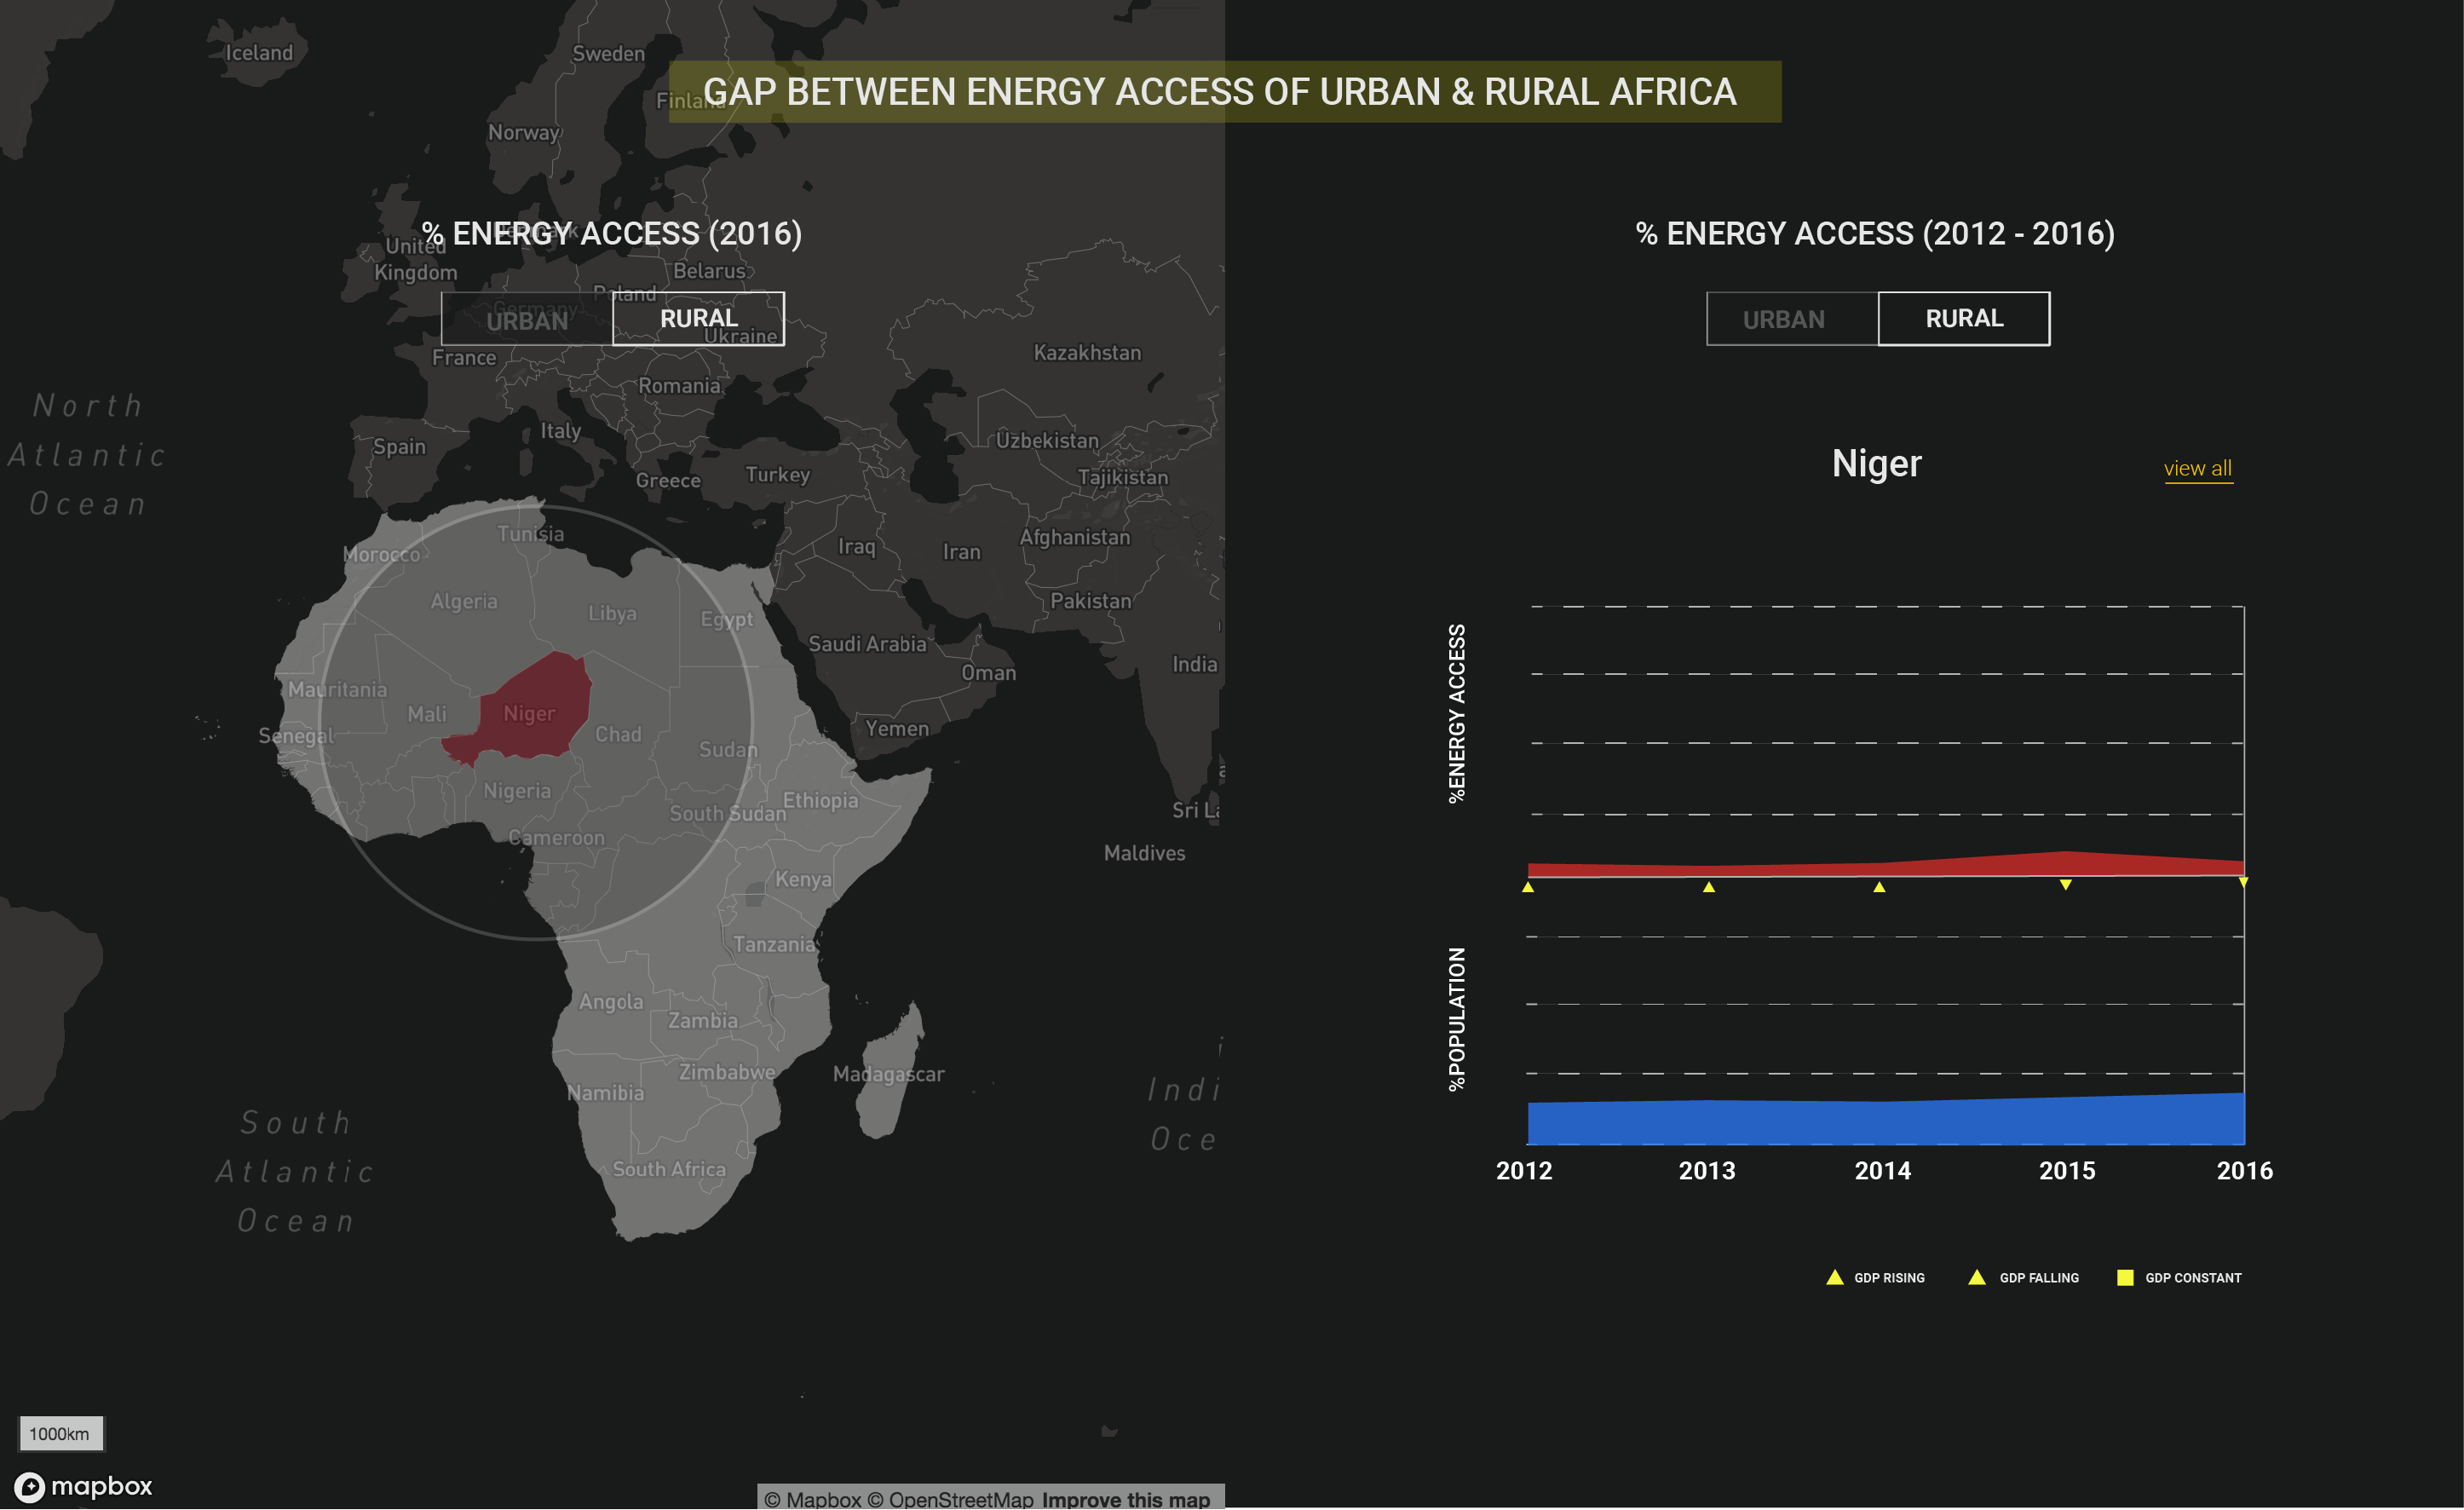 Iceland
Sweden
Finland
GAP BETWEEN ENERGY ACCESS OF URBAN & RURAL AFRICA
Norway
% ENERGY ACCESS (2016)
United
Kingdom
Belarus
Poland
Germany
URBAN
RURAL
Ukraine
France
Kazakhstan
Romania
North
Atlantic
Ocean
Italy
Spain
Uzbekistan
Greece
Turkey
Tajikistan
Tunisia
Morocco
Iraq
Iran
Afghanistan
Algeria
Libya
Egypt
Pakistan
Saudi Arabia
Oman
India
Mauritania
Mali
Niger
Chad
Senegal
Sudan
Yemen
Nigeria
Ethiopia
South Sudan
Sri La
Cameroon
Maldives
Kenya
Tanzania
Angola
Zambia
Zimbabwe
Madagascar
Namibia
Indi
Oce
South
Atlantic
Ocean
South Africa
1000km
mapbox
© Mapbox © OpenStreetMap Improve this map
% ENERGY ACCESS (2012 - 2016)
URBAN
RURAL
Niger
view all
%ENERGY ACCESS
%POPULATION
2012 2013 2014 2015 2016
GDP RISING GDP FALLING GDP CONSTANT